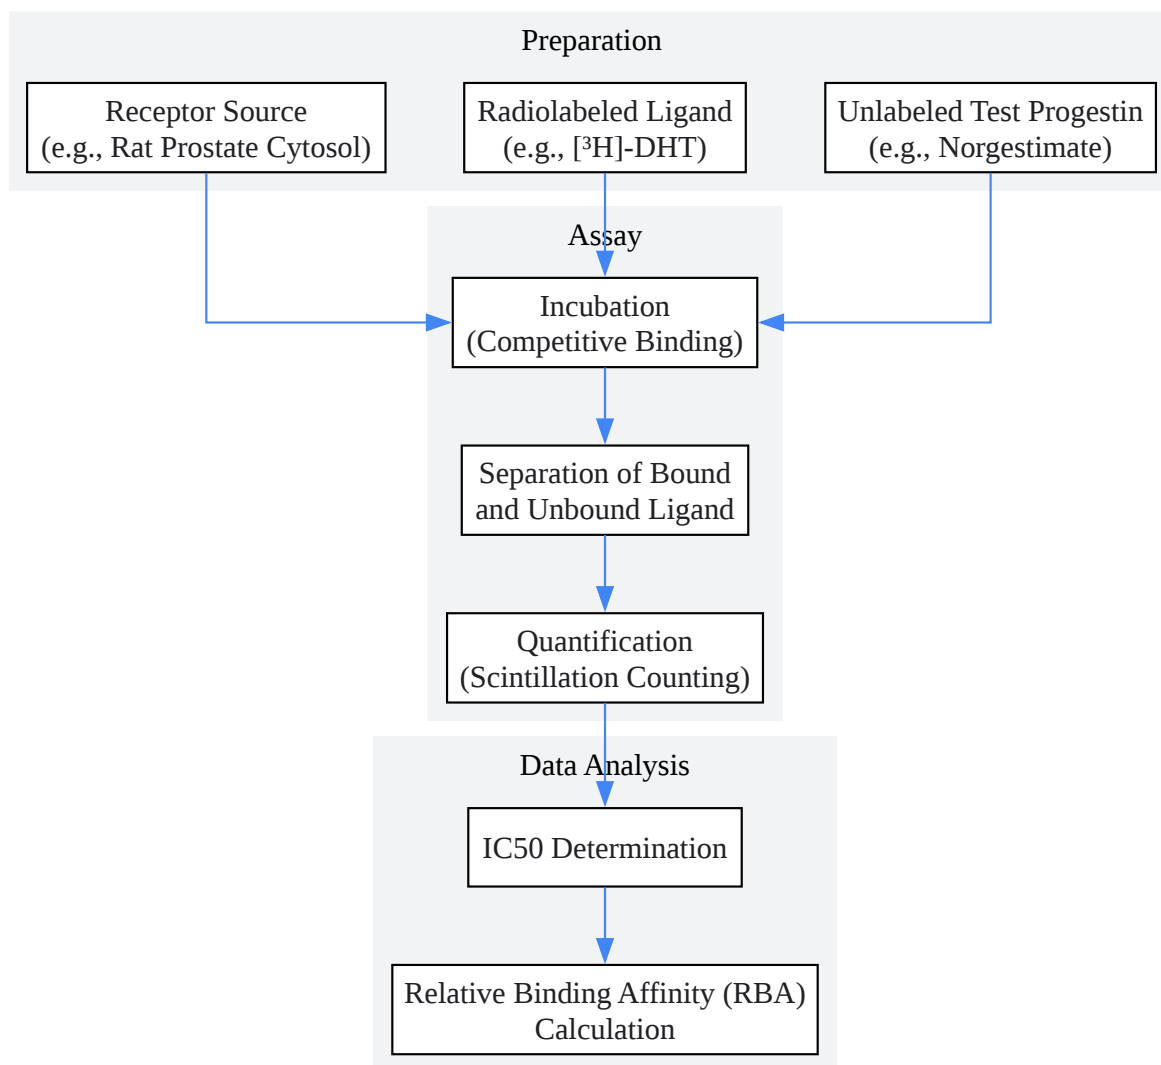 Preparation
Receptor Source
(e.g., Rat Prostate Cytosol)
Radiolabeled Ligand
(e.g., [³H]-DHT)
Unlabeled Test Progestin
(e.g., Norgestimate)
Assay
Incubation
(Competitive Binding)
Separation of Bound
and Unbound Ligand
Quantification
(Scintillation Counting)
Data Analysis
IC50 Determination
Relative Binding Affinity (RBA)
Calculation